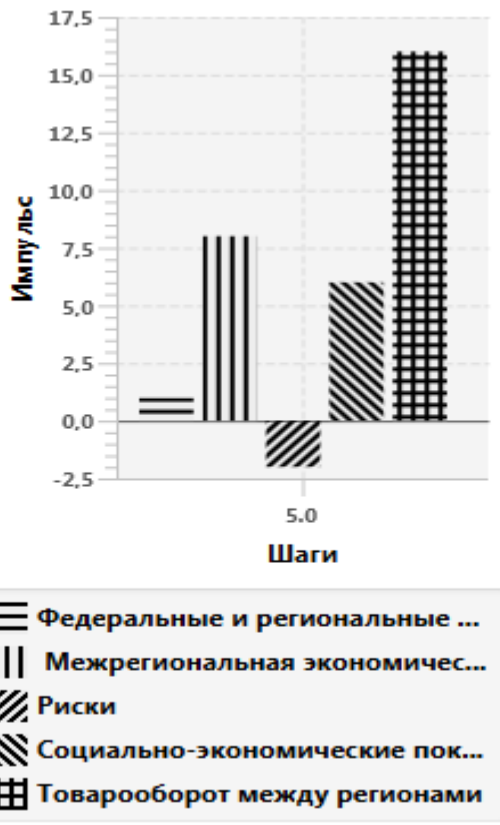 17,5
15,0
12,5
10,0
7,5
5,0
2,5
0,0
-2,5
Импульс
5.0
Шаги
Федеральные и региональные ...
Межрегиональная экономичес...
Риски
Социально-экономические пок...
Товарооборот между регионами